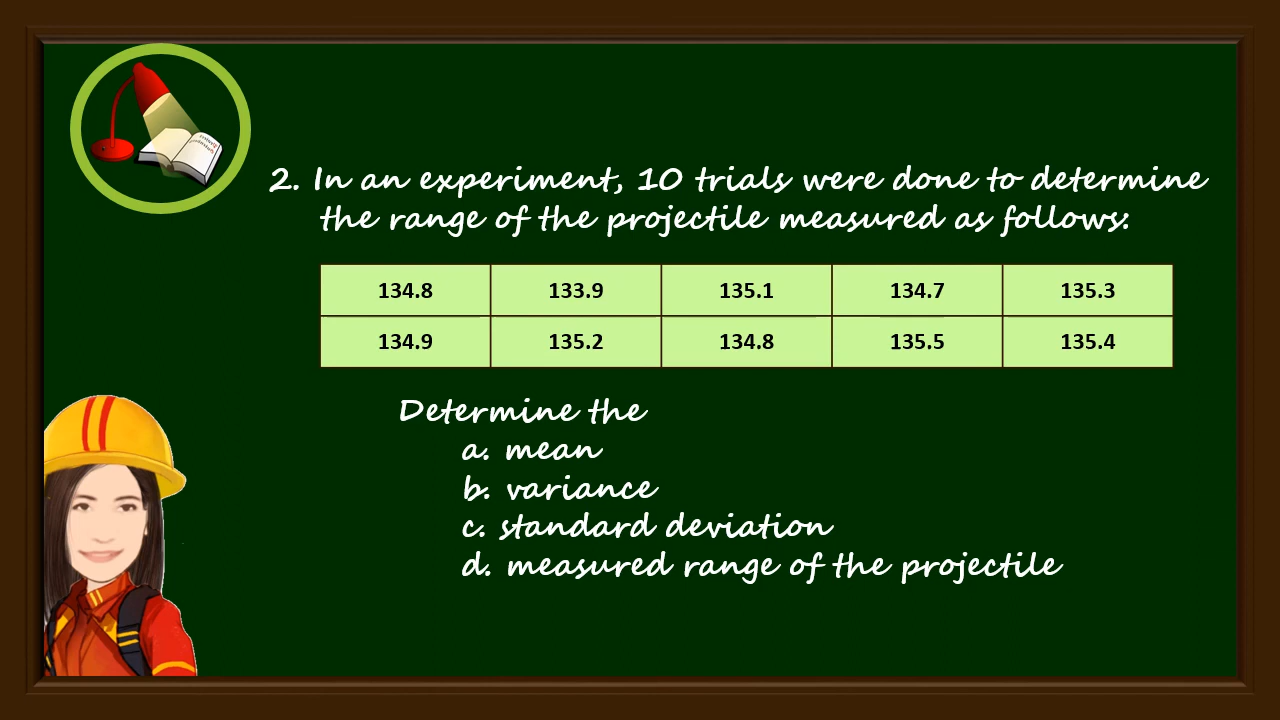 2. In an experiment, 10 trials were done to determine
the range of the projectile measured as follows:
134.8 133.9 135.1 134.7 135.3
134.9 135.2 134.8 135.5 135.4
Determine the
a. mean
b. variance
c. standard deviation
d. measured range of the projectile